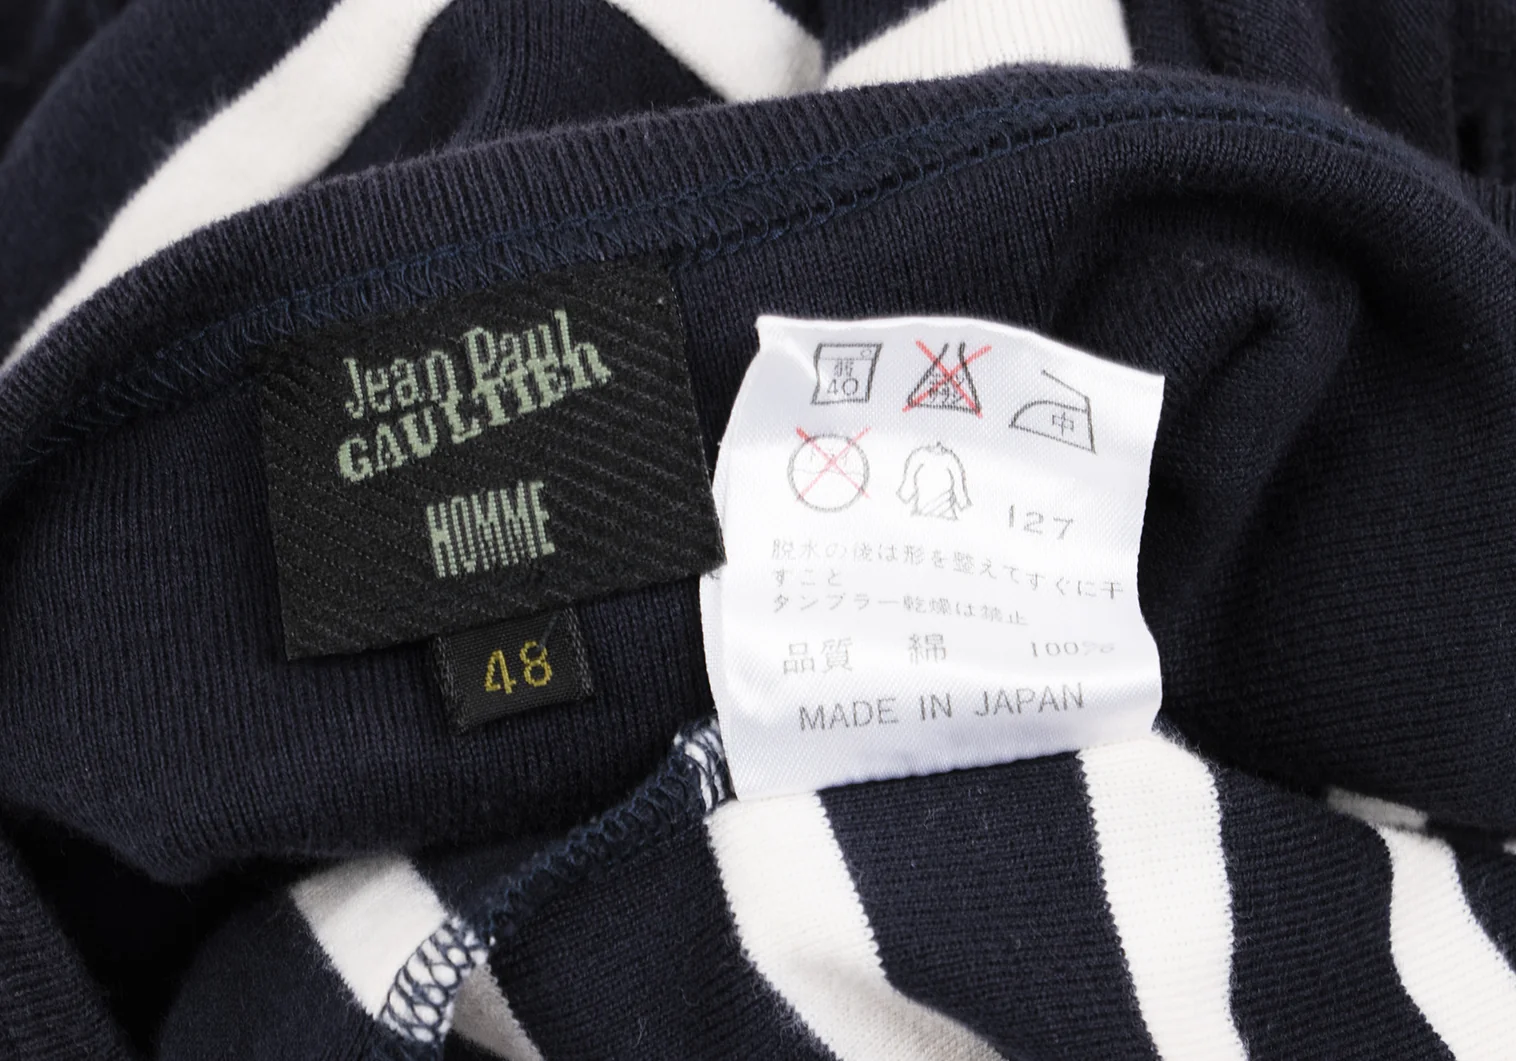 Jean Paul
GAULTIER
HOMME
48
弱
40
中
127
脱水の後は形を整えてすぐに干
すこと
タンブラー乾燥は禁止
品質 綿 100%
MADE IN JAPAN